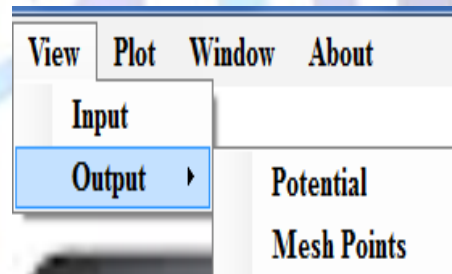 View Plot Window About
Input
Output
Potential
Mesh Points